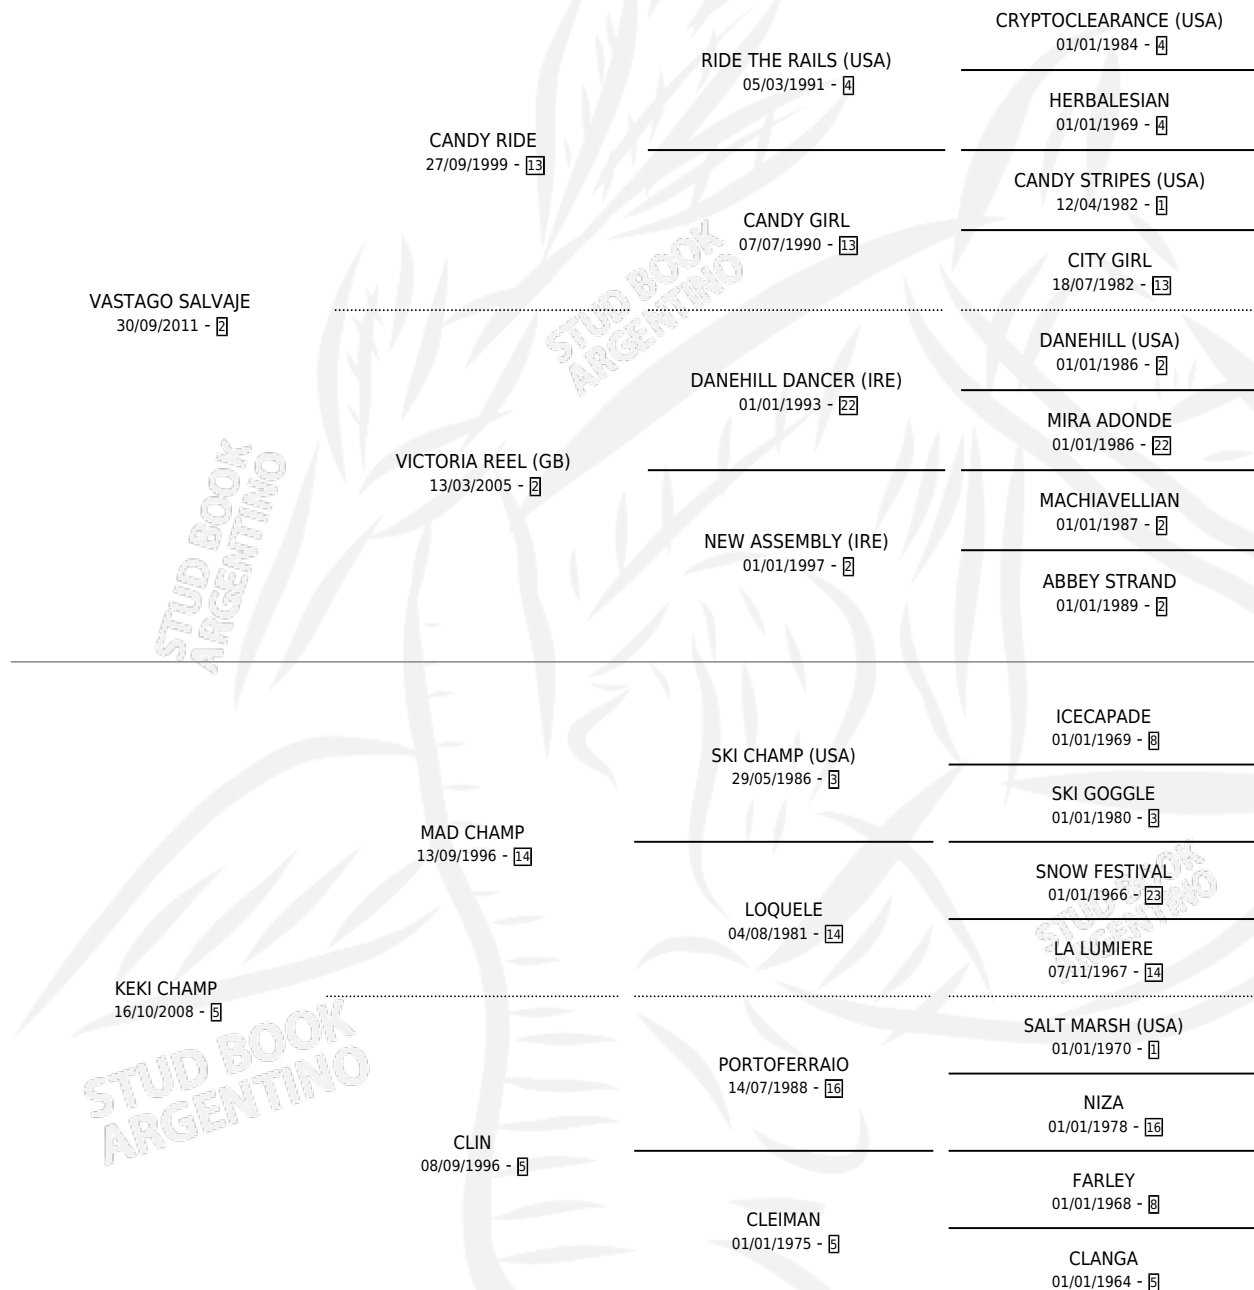 CRYPTOCLEARANCE (USA)
01/01/1984 - 4
RIDE THE RAILS (USA)
05/03/1991 - 4
HERBALESIAN
01/01/1969 - 4
CANDY RIDE
27/09/1999 - 13
CANDY STRIPES (USA)
12/04/1982 - 1
CANDY GIRL
07/07/1990 - 13
CITY GIRL
18/07/1982 - 13
VASTAGO SALVAJE
30/09/2011 - 2
DANEHILL (USA)
01/01/1986 - 2
DANEHILL DANCER (IRE)
01/01/1993 - 22
MIRA ADONDE
01/01/1986 - 22
VICTORIA REEL (GB)
13/03/2005 - 2
MACHIAVELLIAN
01/01/1987 - 2
NEW ASSEMBLY (IRE)
01/01/1997 - 2
ABBEY STRAND
01/01/1989 - 2
STUD BOOK
ARGENTINO
STUD BOOK
ARGENTINO
ICECAPADE
01/01/1969 - 8
SKI CHAMP (USA)
29/05/1986 - 3
SKI GOGGLE
01/01/1980 - 3
MAD CHAMP
13/09/1996 - 14
SNOW FESTIVAL
01/01/1966 - 23
LOQUELE
04/08/1981 - 14
LA LUMIERE
07/11/1967 - 14
STUD BOOK
ARGENTINO
KEKI CHAMP
16/10/2008 - 5
SALT MARSH (USA)
01/01/1970 - 1
PORTOFERRAIO
14/07/1988 - 16
NIZA
01/01/1978 - 16
CLIN
08/09/1996 - 5
FARLEY
01/01/1968 - 8
CLEIMAN
01/01/1975 - 5
CLANGA
01/01/1964 - 5
STUD BOOK
ARGENTINO